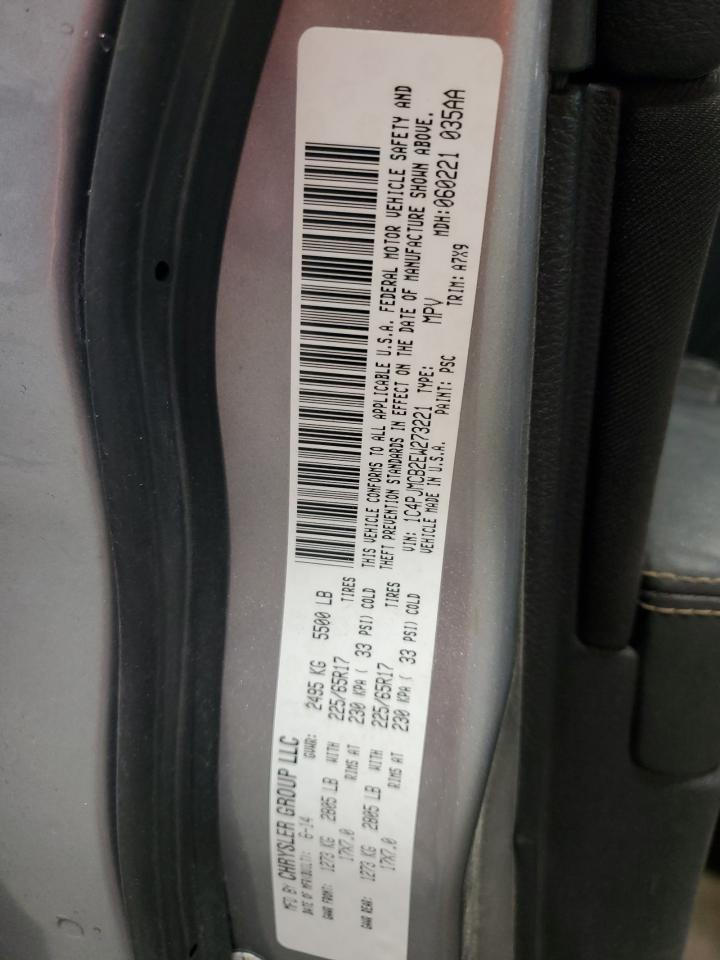 MFD BY CHRYSLER GROUP LLC
DATE OF MFR/BUILT: 6-14 GVWR: 2495 KG 5500 LB
GAWR FRONT: 1273 KG 2805 LB WITH 225/65R17 TIRES
17X7.0 RIMS AT 230 KPA ( 33 PSI) COLD
GAWR REAR: 1273 KG 2805 LB WITH 225/65R17 TIRES
17X7.0 RIMS AT 230 KPA ( 33 PSI) COLD
THIS VEHICLE CONFORMS TO ALL APPLICABLE U.S.A. FEDERAL MOTOR VEHICLE SAFETY AND
THEFT PREVENTION STANDARDS IN EFFECT ON THE DATE OF MANUFACTURE SHOWN ABOVE.
VIN: 1C4PJMCB2EW273221 TYPE: MPV MDH:060221 035AA
VEHICLE MADE IN U.S.A. PAINT: PSC TRIM: A7X9